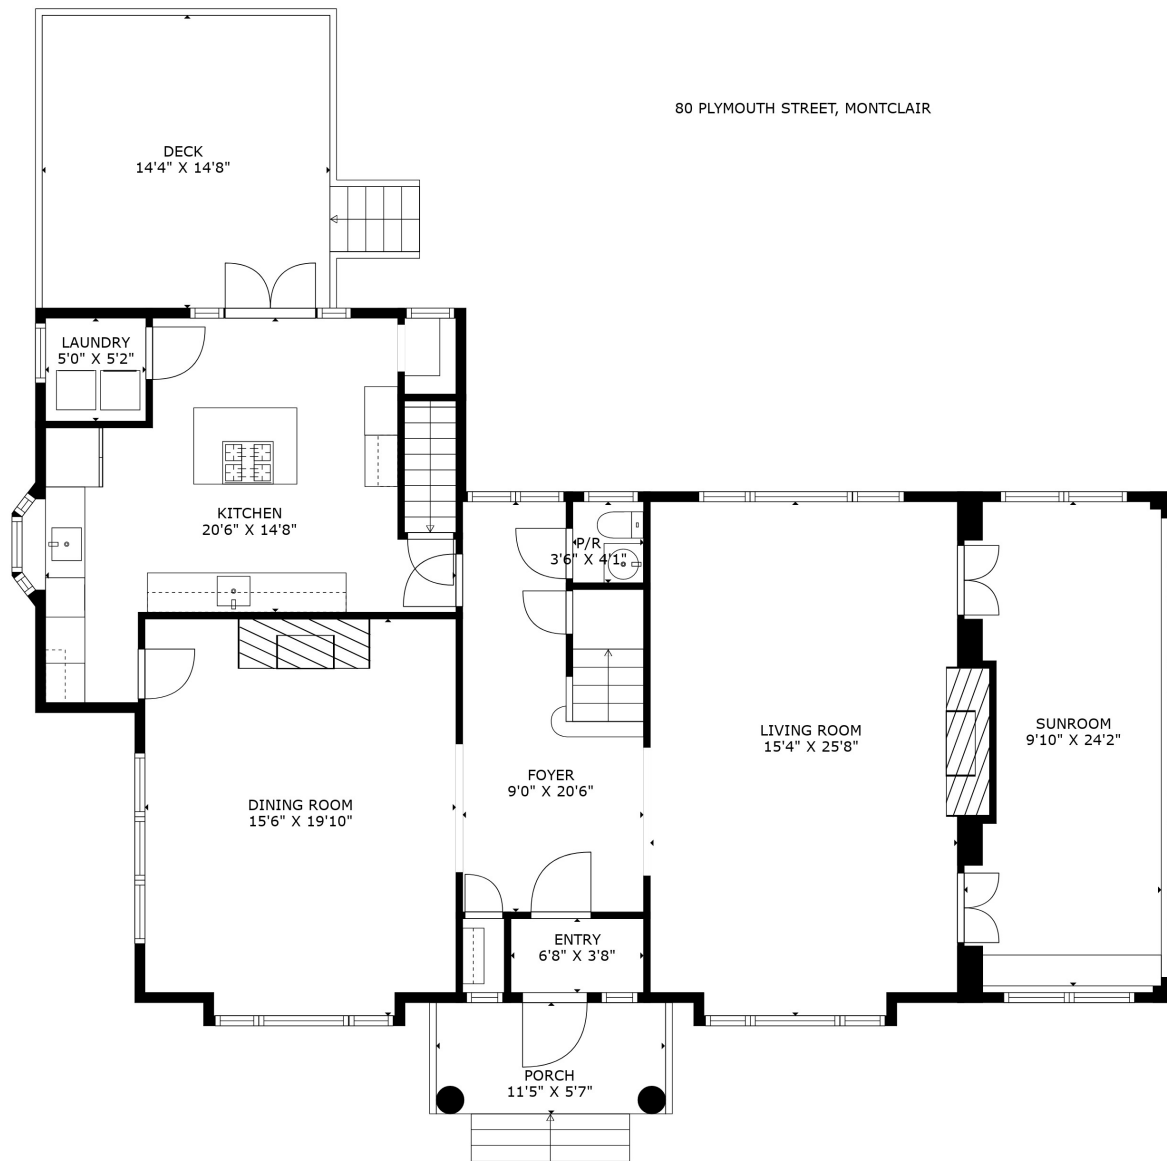 80 PLYMOUTH STREET, MONTCLAIR
DECK
14'4" X 14'8"
LAUNDRY
5'0" X 5'2"
KITCHEN
20'6" X 14'8"
P/R
3'6" X 4'1"
LIVING ROOM
15'4" X 25'8"
SUNROOM
9'10" X 24'2"
FOYER
9'0" X 20'6"
DINING ROOM
15'6" X 19'10"
ENTRY
6'8" X 3'8"
PORCH
11'5" X 5'7"